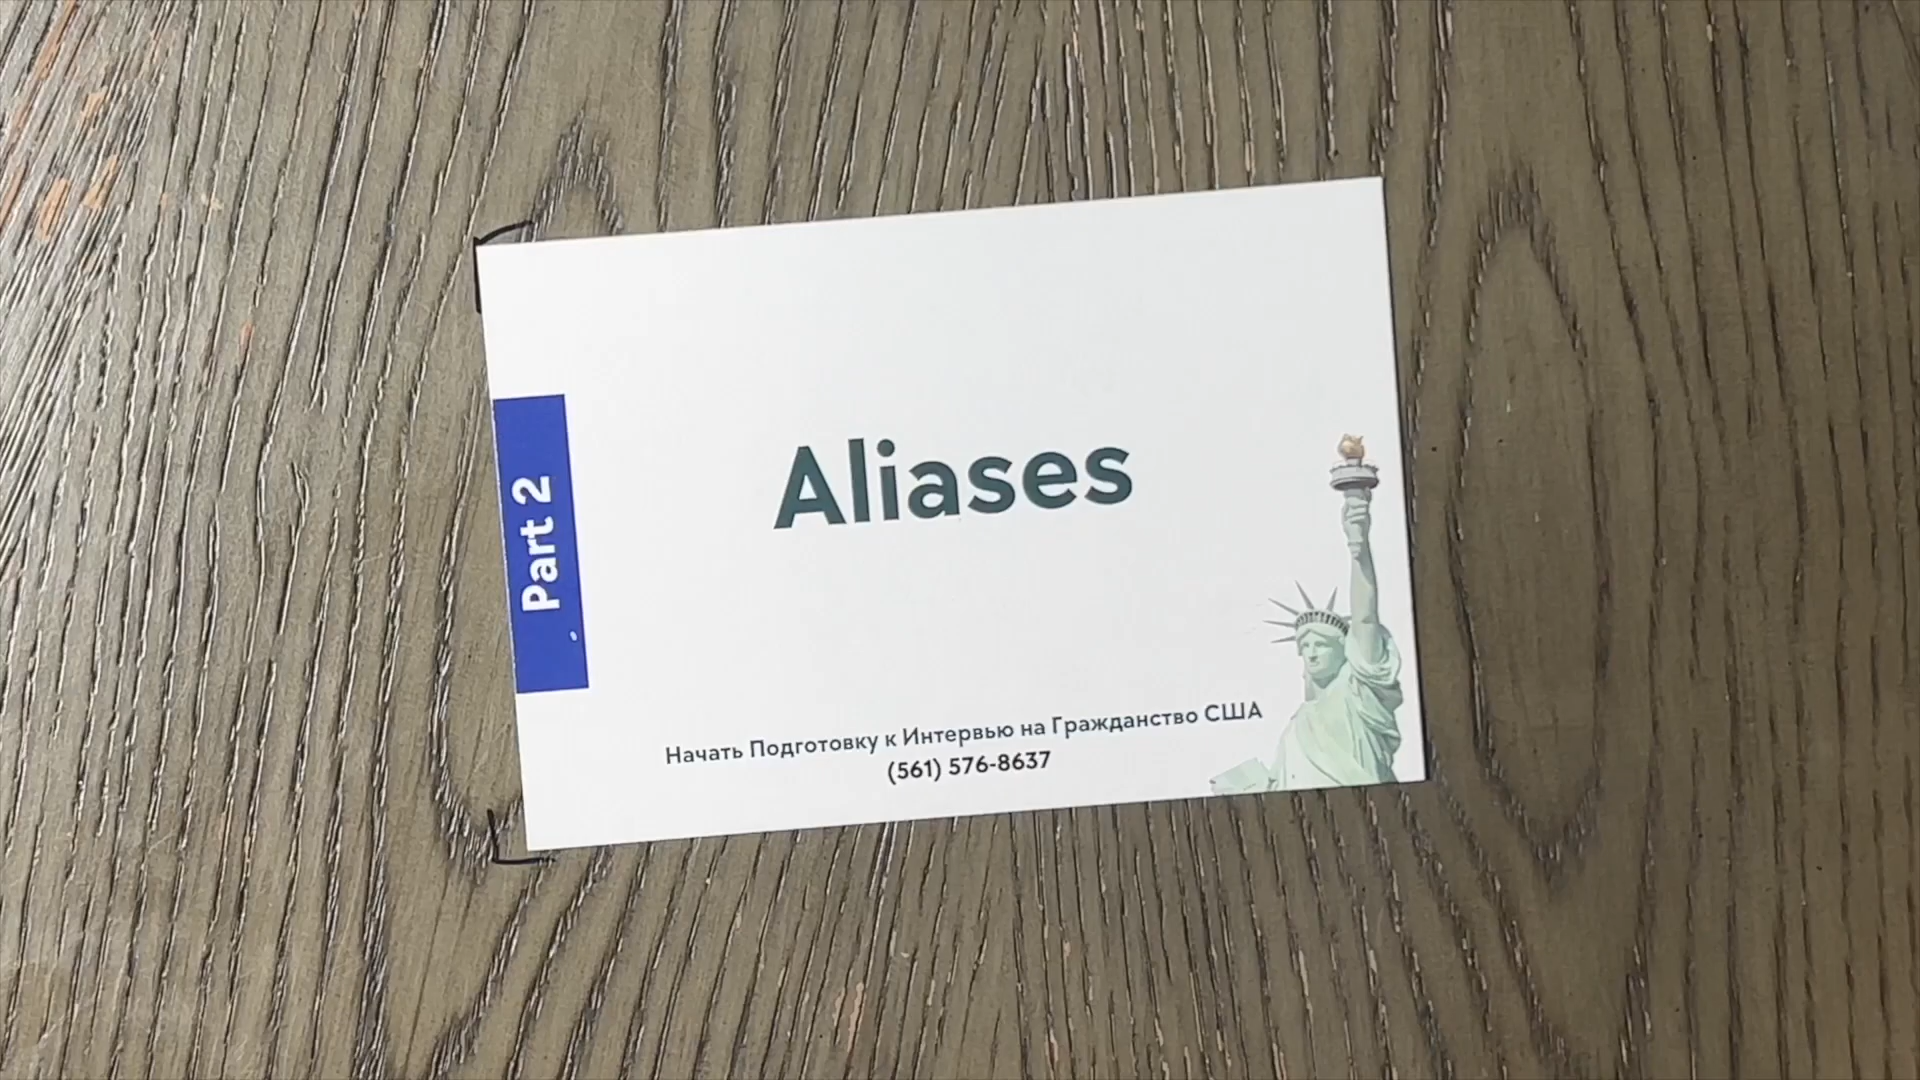 Part 2
Aliases
Начать Подготовку к Интервью на Гражданство США
(561) 576-8637